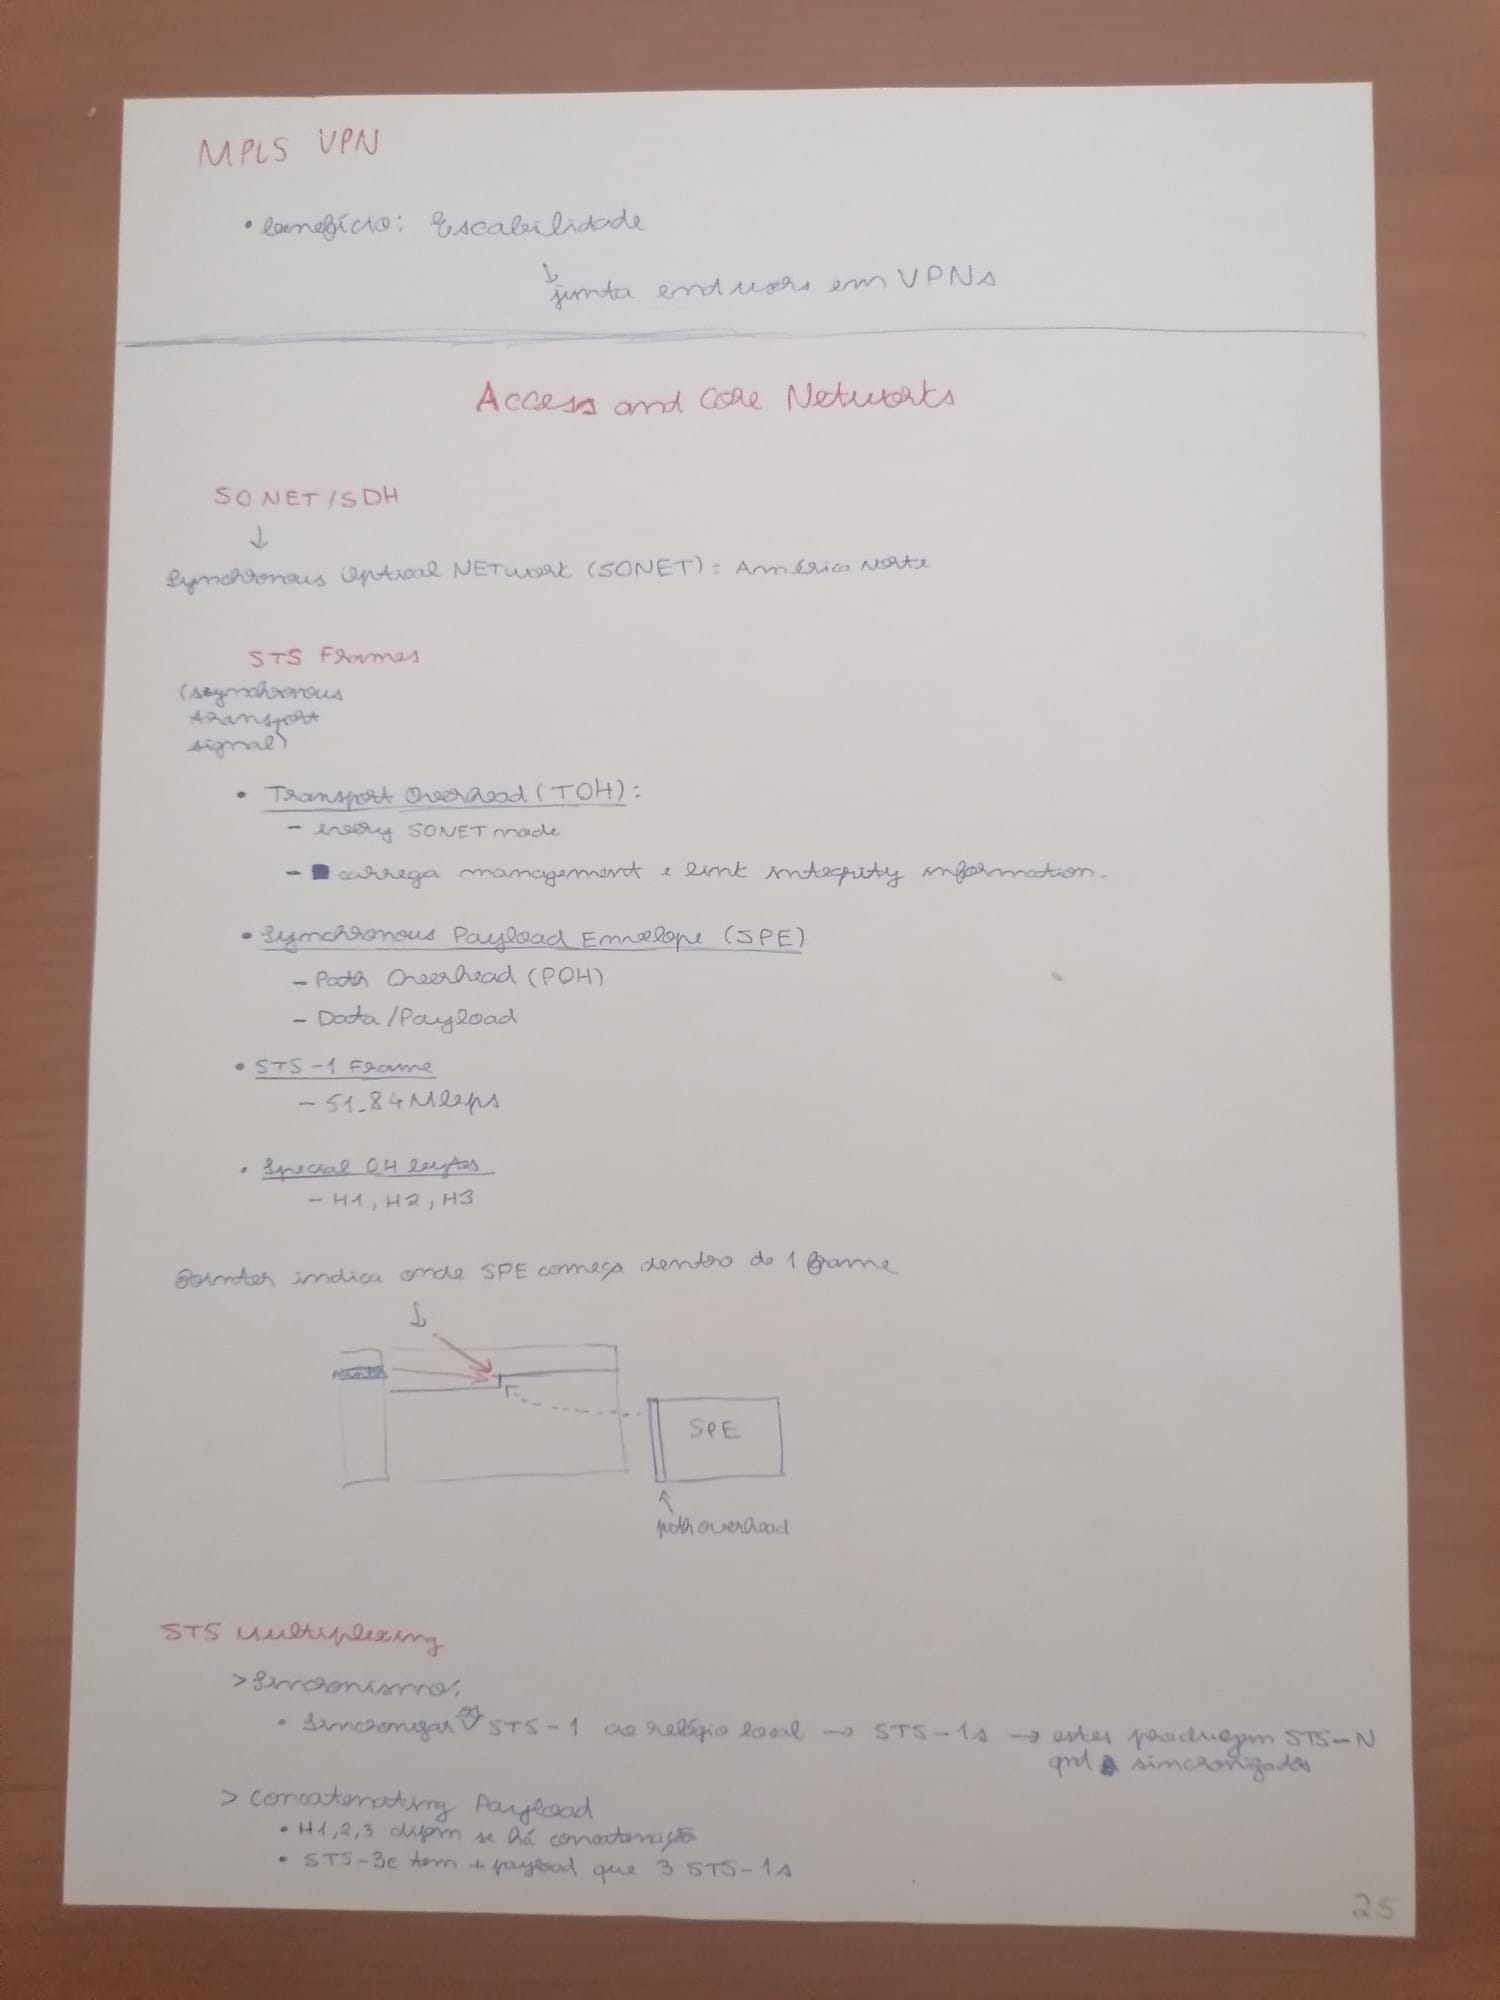 MPLS VPN
• benefício: Escabilidade
↓
junta end users em VPNs
Access and Core Networks
SONET/SDH
↓
Synchronous Optical NETwork (SONET): América Norte
STS Frames
(synchronous
transport
signal)
• Transport Overhead (TOH):
- every SONET node
- carrega management e link integrity information.
• Synchronous Payload Envelope (SPE)
- Path Overhead (POH)
- Data/Payload
• STS-1 Frame
- 51.84 Mbps
• Special OH bytes
- H1, H2, H3
Pointer indica onde SPE começa dentro do 1 frame
↓
SPE
↑
path overhead
STS Multiplexing
> Sincronismo:
• Sincronizar STS-1 ao relógio local → STS-1s → estes produzem STS-N
sincronizados
> Concatenating Payload
• H1,2,3 dizem se há concatenação
• STS-3c tem + payload que 3 STS-1s
25